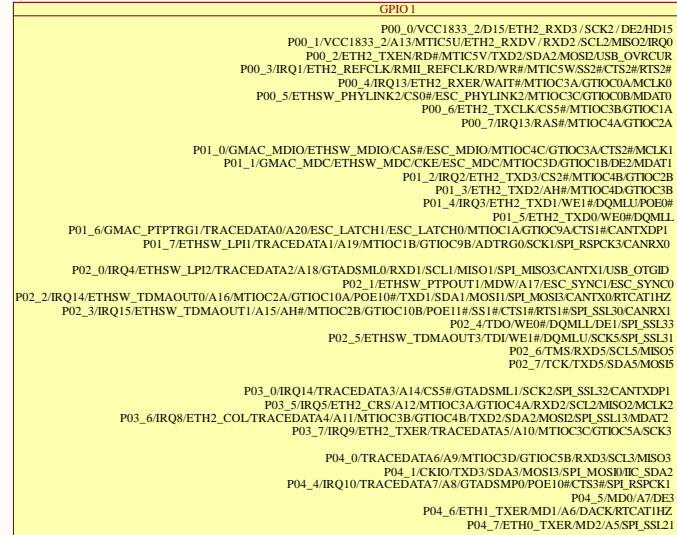 GPIO 1
P00_0/VCC1833_2/D15/ETH2_RXD3/SCK2/DE2/HD15
P00_1/VCC1833_2/A13/MTIC5U/ETH2_RXDV/RXD2/SCL2/MISO2/IRQ0
P00_2/ETH2_TXEN/RD#/MTIC5V/TXD2/SDA2/MOSI2/USB_OVRCUR
P00_3/IRQ1/ETH2_REFCLK/RMII_REFCLK/RD/WR#/MTIC5W/SS2#/CTS2#/RTS2#
P00_4/IRQ13/ETH2_RXER/WAIT#/MTIOC3A/GTIOC0A/MCLK0
P00_5/ETHSW_PHYLINK2/CS0#/ESC_PHYLINK2/MTIOC3C/GTIOC0B/MDAT0
P00_6/ETH2_TXCLK/CS5#/MTIOC3B/GTIOC1A
P00_7/IRQ13/RAS#/MTIOC4A/GTIOC2A
P01_0/GMAC_MDIO/ETHSW_MDIO/CAS#/ESC_MDIO/MTIOC4C/GTIOC3A/CTS2#/MCLK1
P01_1/GMAC_MDC/ETHSW_MDC/CKE/ESC_MDC/MTIOC3D/GTIOC1B/DE2/MDAT1
P01_2/IRQ2/ETH2_TXD3/CS2#/MTIOC4B/GTIOC2B
P01_3/ETH2_TXD2/AH#/MTIOC4D/GTIOC3B
P01_4/IRQ3/ETH2_TXD1/WE1#/DQMLU/POE0#
P01_5/ETH2_TXD0/WE0#/DQMLL
P01_6/GMAC_PTPTRG1/TRACEDATA0/A20/ESC_LATCH1/ESC_LATCH0/MTIOC1A/GTIOC9A/CTS1#/CANTXDP1
P01_7/ETHSW_LPI1/TRACEDATA1/A19/MTIOC1B/GTIOC9B/ADTRG0/SCK1/SPI_RSPCK3/CANRX0
P02_0/IRQ4/ETHSW_LPI2/TRACEDATA2/A18/GTADSML0/RXD1/SCL1/MISO1/SPI_MISO3/CANTX1/USB_OTGID
P02_1/ETHSW_PTPOUT1/MDW/A17/ESC_SYNC1/ESC_SYNC0
P02_2/IRQ14/ETHSW_TDMAOUT0/A16/MTIOC2A/GTIOC10A/POE10#/TXD1/SDA1/MOSI1/SPI_MOSI3/CANTX0/RTCAT1HZ
P02_3/IRQ15/ETHSW_TDMAOUT1/A15/AH#/MTIOC2B/GTIOC10B/POE11#/SS1#/CTS1#/RTS1#/SPI_SSL30/CANRX1
P02_4/TDO/WE0#/DQMLL/DE1/SPI_SSL33
P02_5/ETHSW_TDMAOUT3/TDI/WE1#/DQMLU/SCK5/SPI_SSL31
P02_6/TMS/RXD5/SCL5/MISO5
P02_7/TCK/TXD5/SDA5/MOSI5
P03_0/IRQ14/TRACEDATA3/A14/CS5#/GTADSML1/SCK2/SPI_SSL32/CANTXDP1
P03_5/IRQ5/ETH2_CRS/A12/MTIOC3A/GTIOC4A/RXD2/SCL2/MISO2/MCLK2
P03_6/IRQ8/ETH2_COL/TRACEDATA4/A11/MTIOC3B/GTIOC4B/TXD2/SDA2/MOSI2/SPI_SSL13/MDAT2
P03_7/IRQ9/ETH2_TXER/TRACEDATA5/A10/MTIOC3C/GTIOC5A/SCK3
P04_0/TRACEDATA6/A9/MTIOC3D/GTIOC5B/RXD3/SCL3/MISO3
P04_1/CKIO/TXD3/SDA3/MOSI3/SPI_MOSI0/IIC_SDA2
P04_4/IRQ10/TRACEDATA7/A8/GTADSMP0/POE10#/CTS3#/SPI_RSPCK1
P04_5/MD0/A7/DE3
P04_6/ETH1_TXER/MD1/A6/DACK/RTCAT1HZ
P04_7/ETH0_TXER/MD2/A5/SPI_SSL21